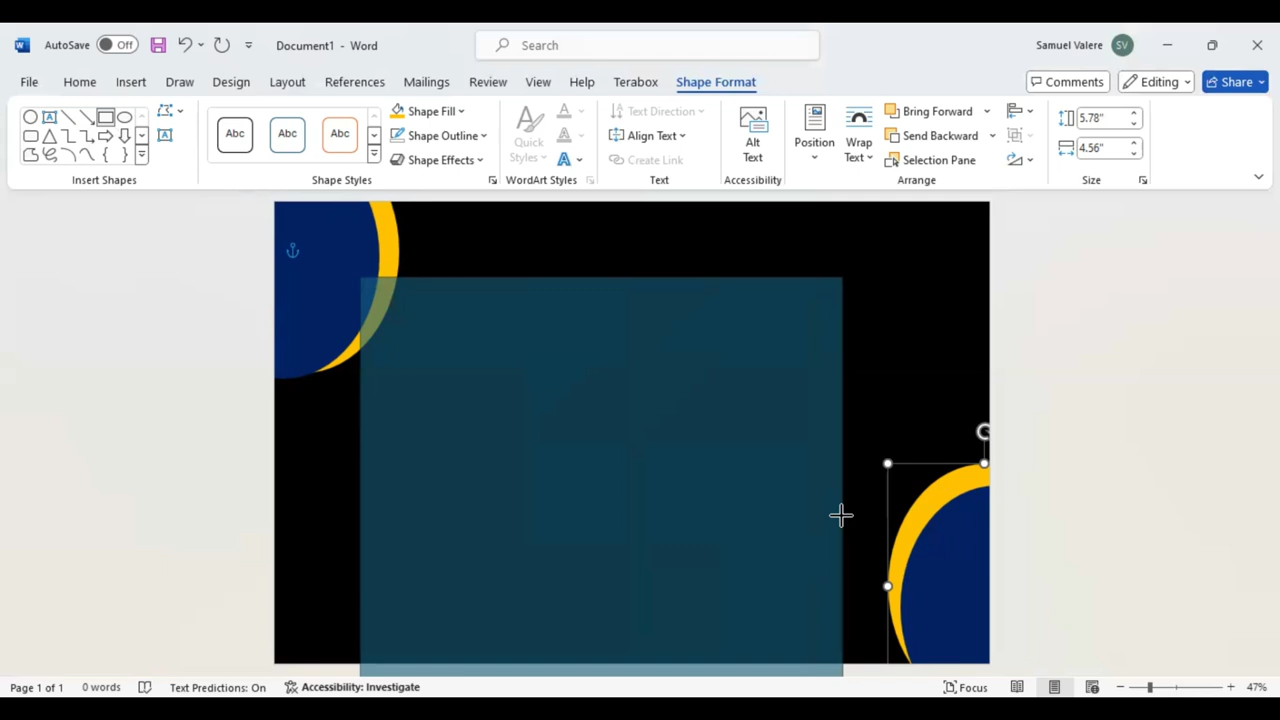 AutoSave Off Document1 - Word Search Samuel Valere SV
File Home Insert Draw Design Layout References Mailings Review View Help Terabox Shape Format Comments Editing Share
Abc Abc Abc
Shape Fill
Shape Outline
Shape Effects
Quick
Styles
A
A
A
Text Direction
Align Text
Create Link
Alt
Text
Position
Wrap
Text
Bring Forward
Send Backward
Selection Pane
5.78"
4.56"
Insert Shapes Shape Styles WordArt Styles Text Accessibility Arrange Size
Page 1 of 1 0 words Text Predictions: On Accessibility: Investigate Focus 47%